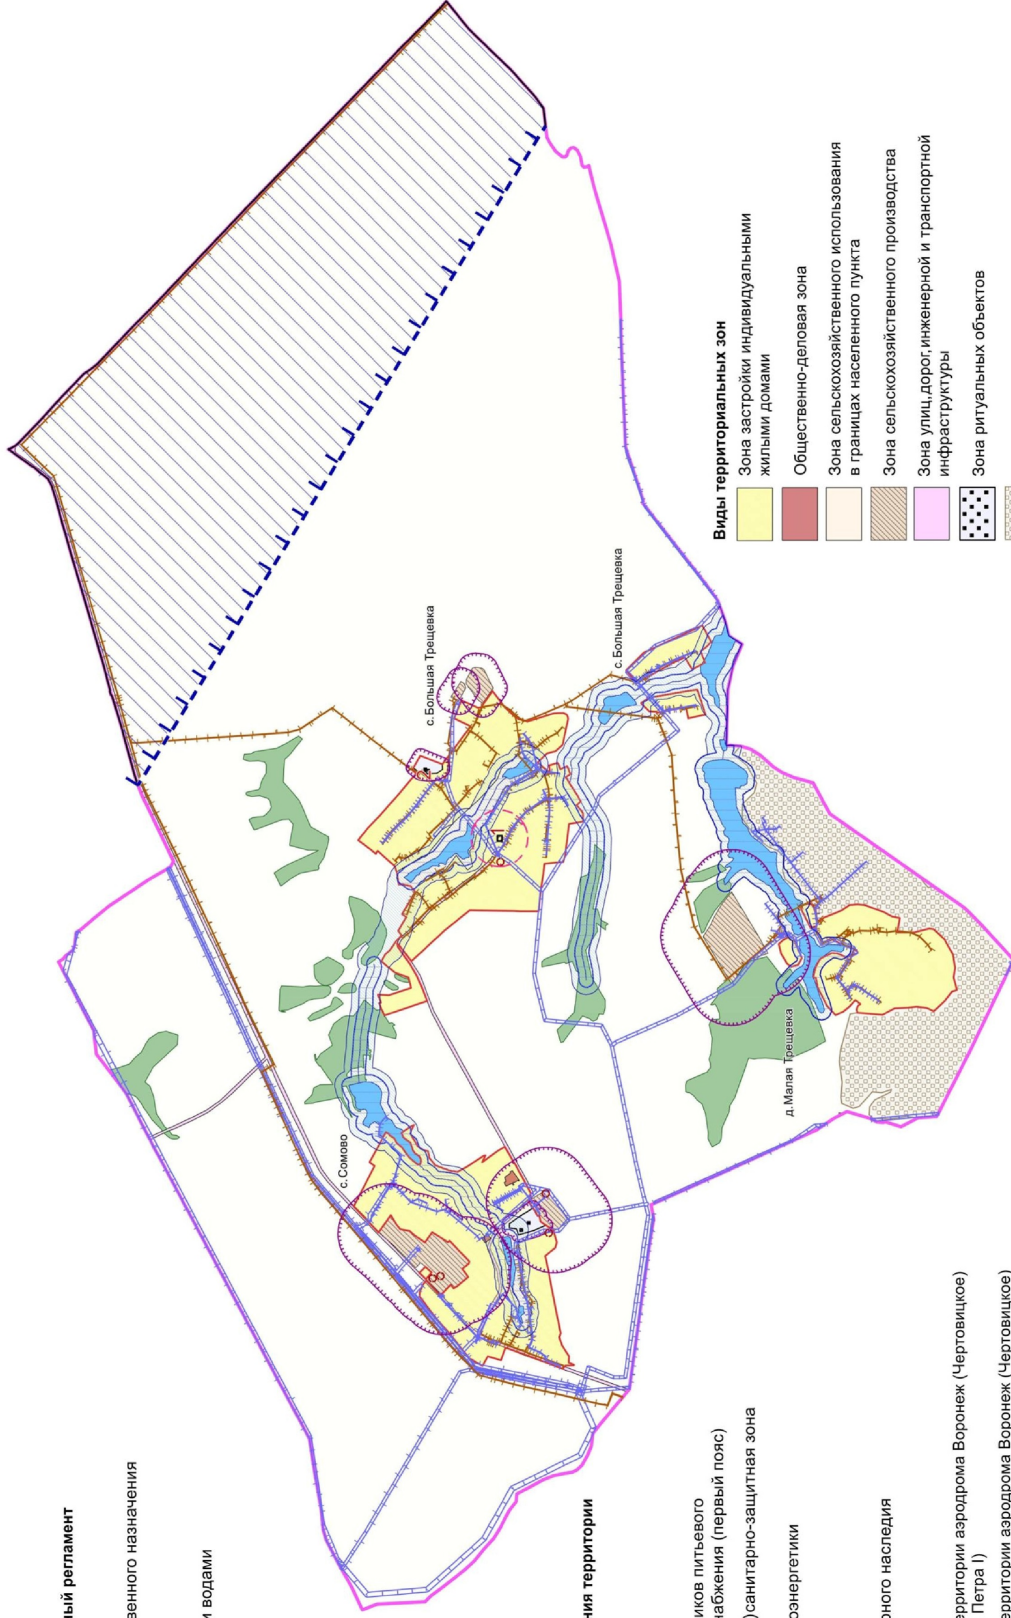 ный регламент
венного назначения
и водами
ния территории
иков питьевого
набжения (первый пояс)
) санитарно-защитная зона
оэнергетики
рного наследия
ерритории аэродрома Воронеж (Чертовицкое)
Петра I)
ерритории аэродрома Воронеж (Чертовицкое)
с. Сомово
д. Малая Трещевка
с. Большая Трещевка
с. Большая Трещевка
Виды территориальных зон
Зона застройки индивидуальными
жилыми домами
Общественно-деловая зона
Зона сельскохозяйственного использования
в границах населенного пункта
Зона сельскохозяйственного производства
Зона улиц,дорог,инженерной и транспортной
инфраструктуры
Зона ритуальных объектов